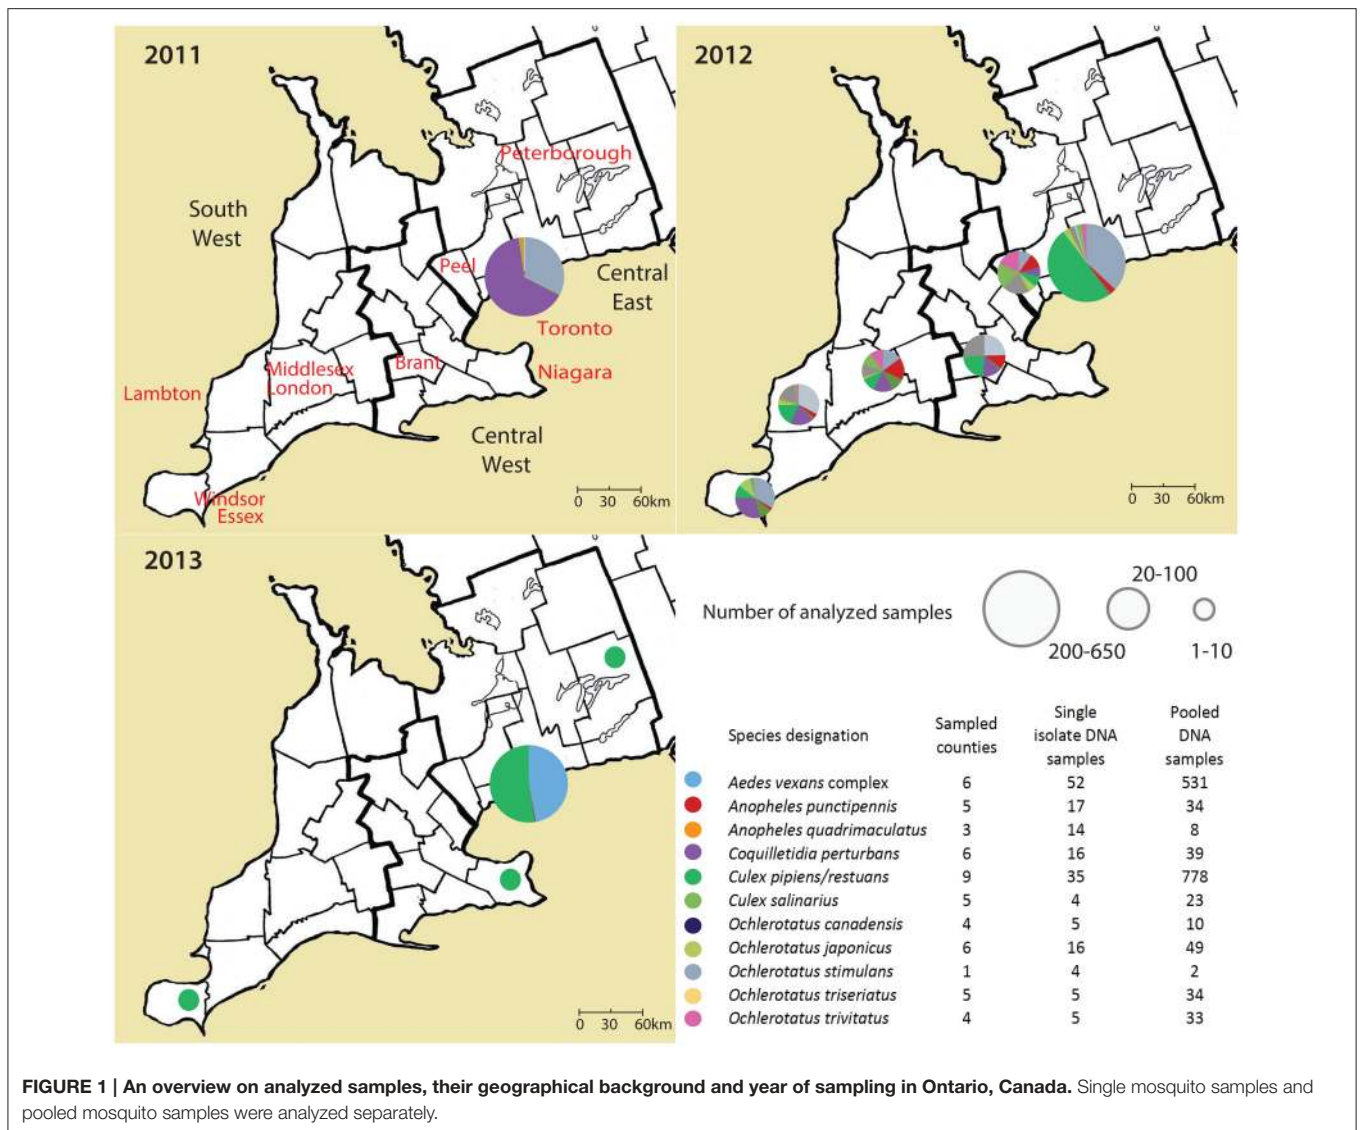 2011
Peterborough
South
West
Peel
Central
East
Toronto
Middlesex
London
Brant
Niagara
Lambton
Central
West
Windsor
Essex
0 30 60km
2012
0 30 60km
2013
0 30 60km
Number of analyzed samples
20-100
200-650
1-10
Species designation
Sampled
counties
Single
isolate DNA
samples
Pooled
DNA
samples
Aedes vexans complex 6 52 531
Anopheles punctipennis 5 17 34
Anopheles quadrimaculatus 3 14 8
Coquilletidia perturbans 6 16 39
Culex pipiens/restuans 9 35 778
Culex salinarius 5 4 23
Ochlerotatus canadensis 4 5 10
Ochlerotatus japonicus 6 16 49
Ochlerotatus stimulans 1 4 2
Ochlerotatus triseriatus 5 5 34
Ochlerotatus trivitatus 4 5 33
FIGURE 1 | An overview on analyzed samples, their geographical background and year of sampling in Ontario, Canada. Single mosquito samples and
pooled mosquito samples were analyzed separately.